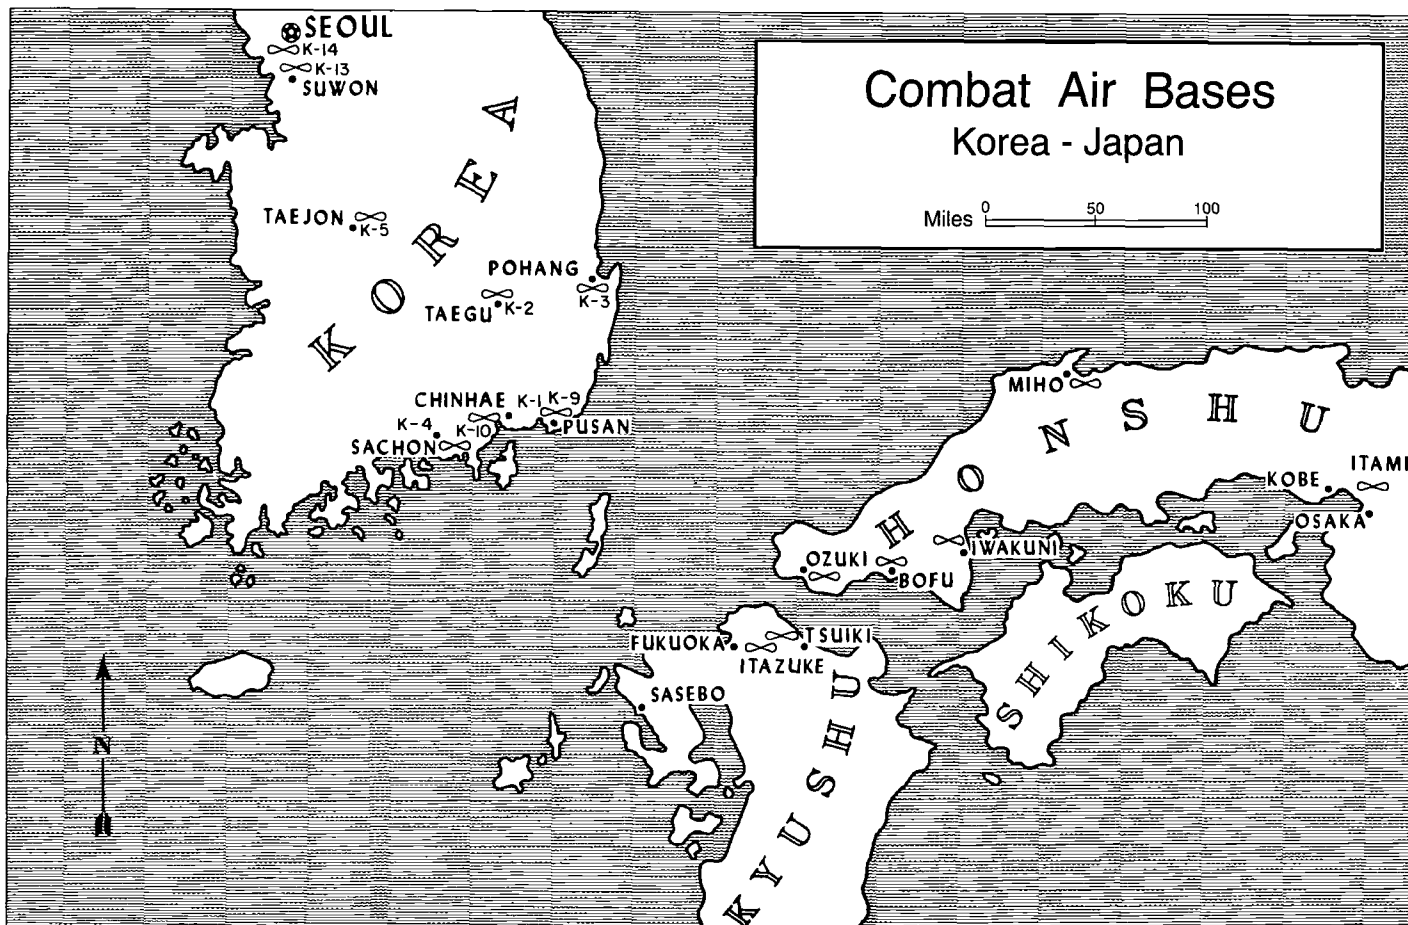 SEOUL
K-14
K-13
SUWON
Combat Air Bases
Korea - Japan
Miles 0 50 100
KOREA
TAEJON
K-5
POHANG
K-3
TAEGU K-2
CHINHAE K-1 K-9
K-4 K-10 PUSAN
SACHON
MIHO
HONSHU
ITAMI
KOBE
OSAKA
IWAKUNI
OZUKI
BOFU
SHIKOKU
FUKUOKA TSUIKI
ITAZUKE
SASEBO
KYUSHU
N